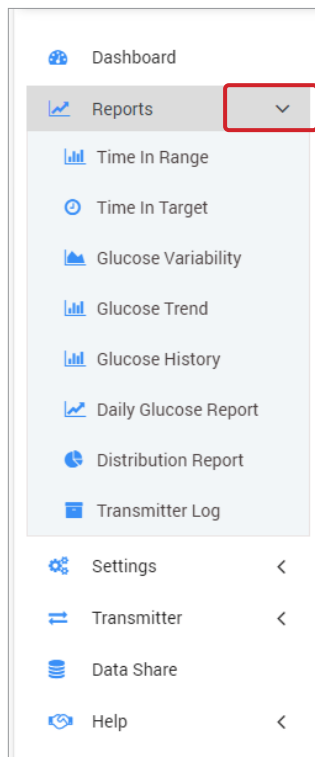 Dashboard
Reports
Time In Range
Time In Target
Glucose Variability
Glucose Trend
Glucose History
Daily Glucose Report
Distribution Report
Transmitter Log
Settings
Transmitter
Data Share
Help